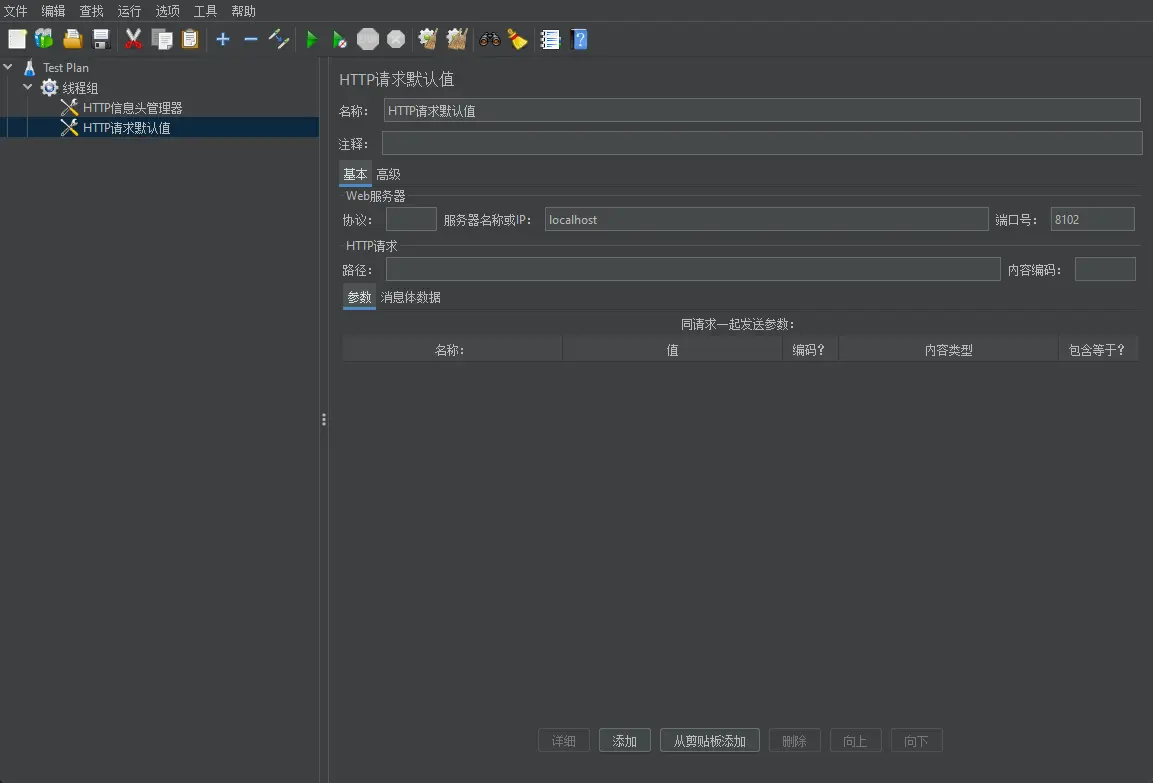 文件 编辑 查找 运行 选项 工具 帮助
Test Plan
线程组
HTTP信息头管理器
HTTP请求默认值
HTTP请求默认值
名称： HTTP请求默认值
注释：
基本 高级
Web服务器
协议： 服务器名称或IP： localhost 端口号： 8102
HTTP请求
路径： 内容编码：
参数 消息体数据
同请求一起发送参数：
名称： 值 编码？ 内容类型 包含等于？
详细 添加 从剪贴板添加 删除 向上 向下